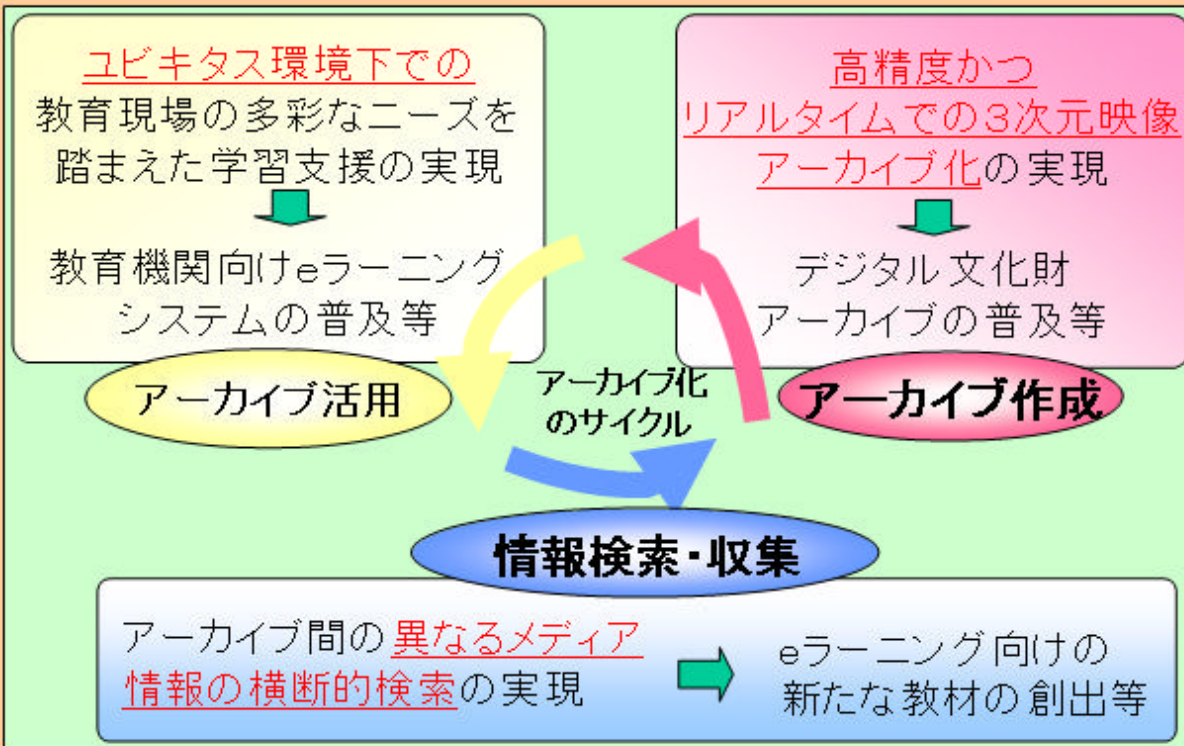 ユビキタス環境下での
教育現場の多彩なニーズを
踏まえた学習支援の実現
教育機関向けeラーニング
システムの普及等
アーカイブ活用
高精度かつ
リアルタイムでの3次元映像
アーカイブ化の実現
デジタル文化財
アーカイブの普及等
アーカイブ作成
アーカイブ化
のサイクル
情報検索・収集
アーカイブ間の異なるメディア
情報の横断的検索の実現
eラーニング向けの
新たな教材の創出等